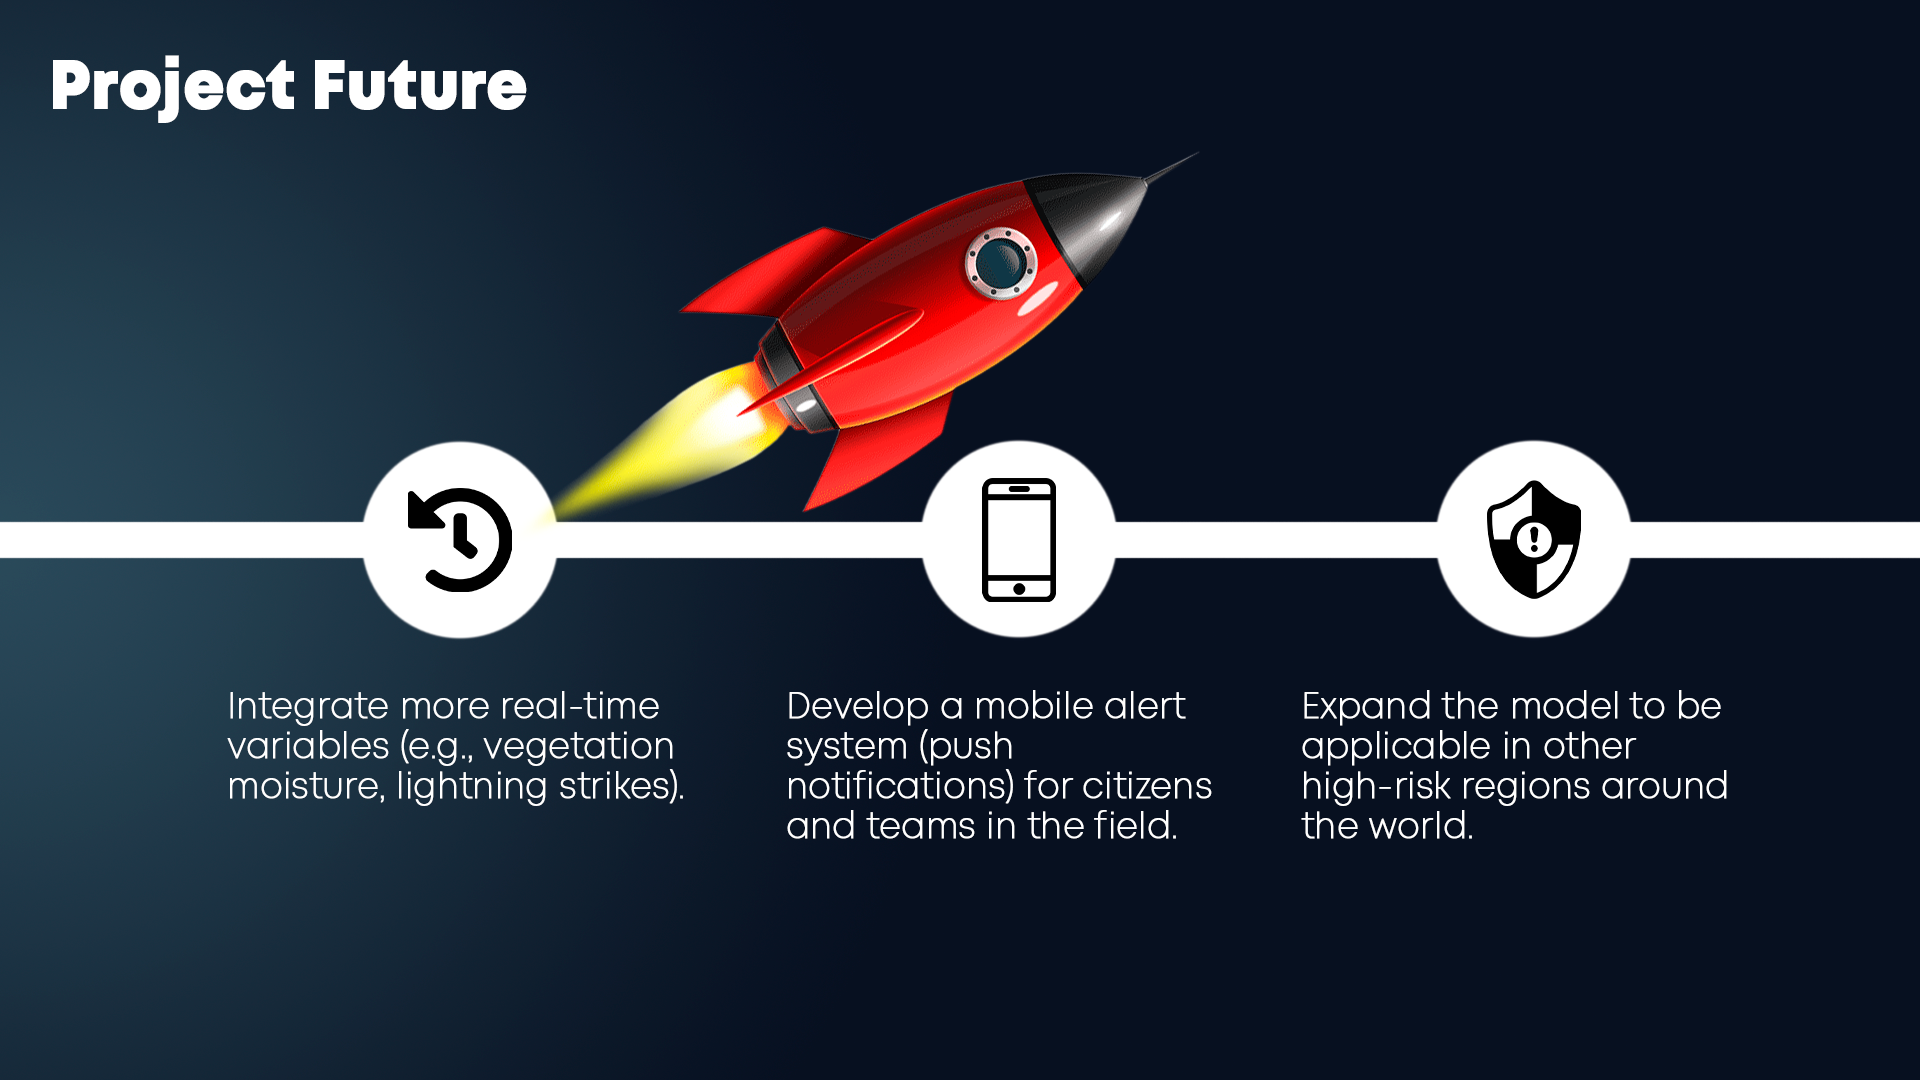 Project Future
Integrate more real-time
variables (e.g., vegetation
moisture, lightning strikes).
Develop a mobile alert
system (push
notifications) for citizens
and teams in the field.
Expand the model to be
applicable in other
high-risk regions around
the world.